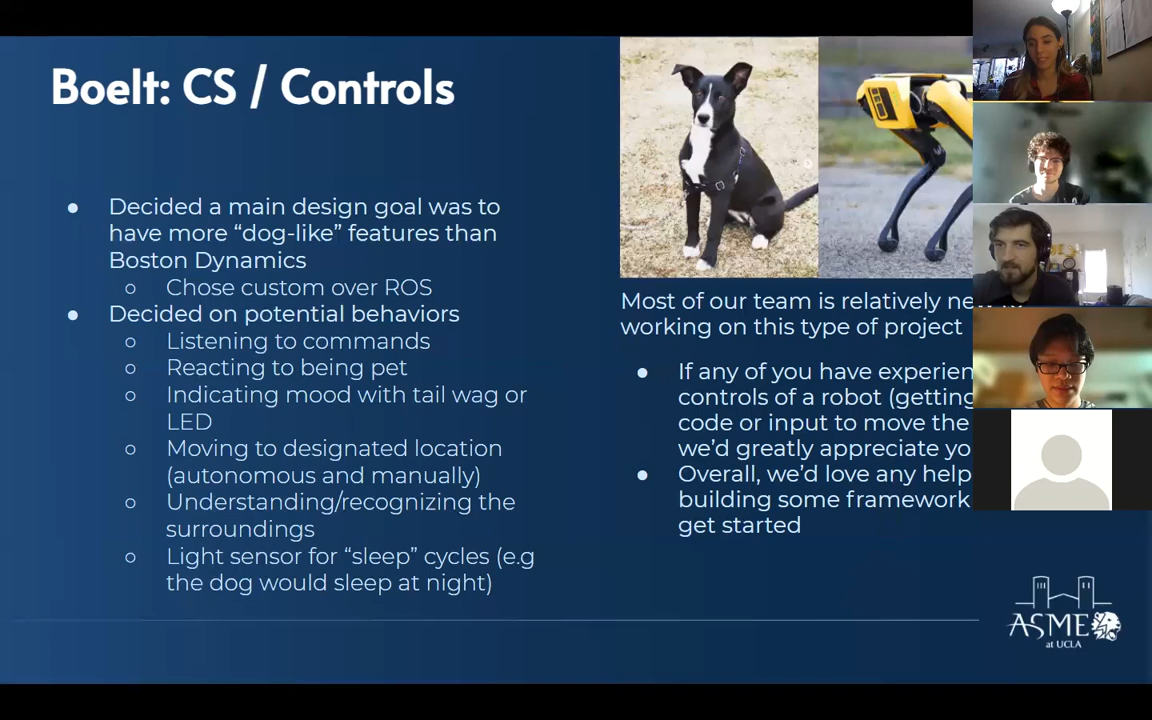 Boelt: CS / Controls
● Decided a main design goal was to
have more “dog-like” features than
Boston Dynamics
○ Chose custom over ROS
● Decided on potential behaviors
○ Listening to commands
○ Reacting to being pet
○ Indicating mood with tail wag or
LED
○ Moving to designated location
(autonomous and manually)
○ Understanding/recognizing the
surroundings
○ Light sensor for “sleep” cycles (e.g
the dog would sleep at night)
Most of our team is relatively
working on this type of project
● If any of you have
controls of a robot (getting
code or input to move the
we’d greatly appreciate
● Overall, we’d love any help
building some framework
get started
ASME
at UCLA